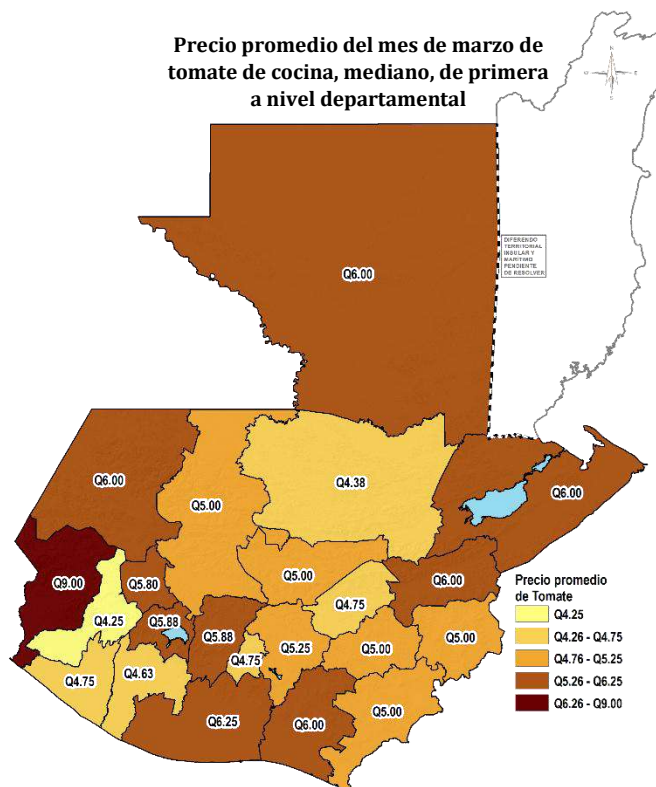 Precio promedio del mes de marzo de
tomate de cocina, mediano, de primera
a nivel departamental
N
O
E
S
DIFERENDO
TERRITORIAL
INSULAR Y
MARÍTIMO
PENDIENTE
DE RESOLVER
Q6.00
Q6.00
Q5.00
Q4.38
Q6.00
Q9.00
Q5.80
Q5.00
Q6.00
Q4.25
Q5.88
Q5.88
Q4.75
Q4.75
Q5.25
Q5.00
Q5.00
Q4.75
Q4.63
Q6.25
Q6.00
Q5.00
Precio promedio
de Tomate
Q4.25
Q4.26 - Q4.75
Q4.76 - Q5.25
Q5.26 - Q6.25
Q6.26 - Q9.00